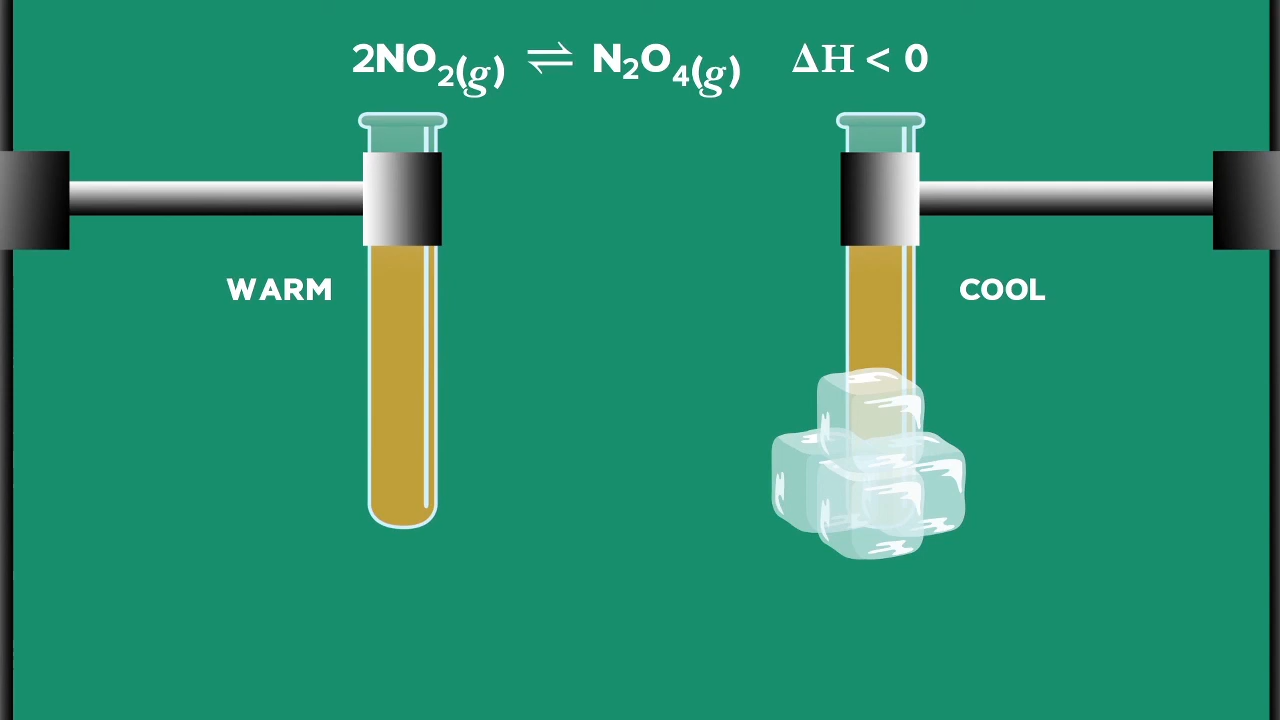 2NO₂(g) ⇌ N₂O₄(g) ΔH < 0
WARM
COOL